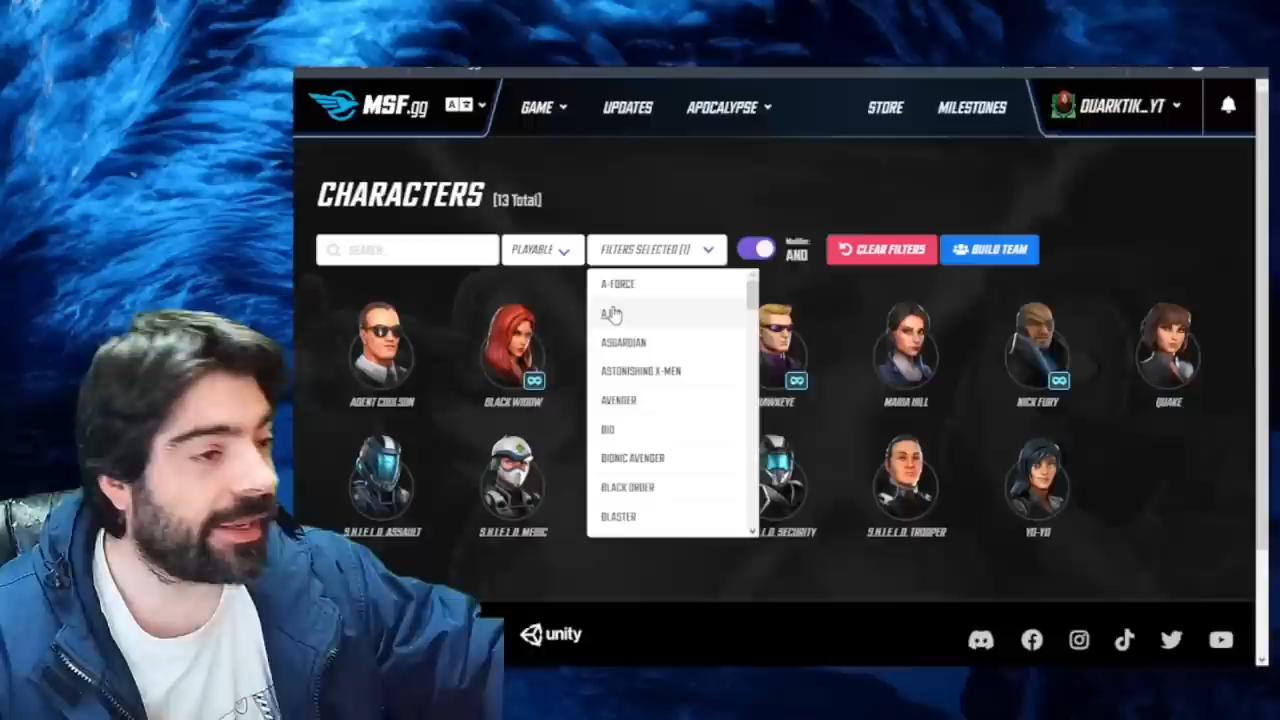 MSF.gg
GAME
UPDATES
APOCALYPSE
STORE
MILESTONES
QUARKTIK_YT
CHARACTERS [13 Total]
SEARCH...
PLAYABLE
FILTERS SELECTED [1]
AND
CLEAR FILTERS
BUILD TEAM
A-FORCE
ASGARDIAN
ASTONISHING X-MEN
AVENGER
BIO
BIONIC AVENGER
BLACK ORDER
BLASTER
AGENT COULSON
BLACK WIDOW
AWKEYE
MARIA HILL
NICK FURY
QUAKE
S.H.I.E.L.D. ASSAULT
S.H.I.E.L.D. MEDIC
L.D. SECURITY
S.H.I.E.L.D. TROOPER
YO-YO
unity